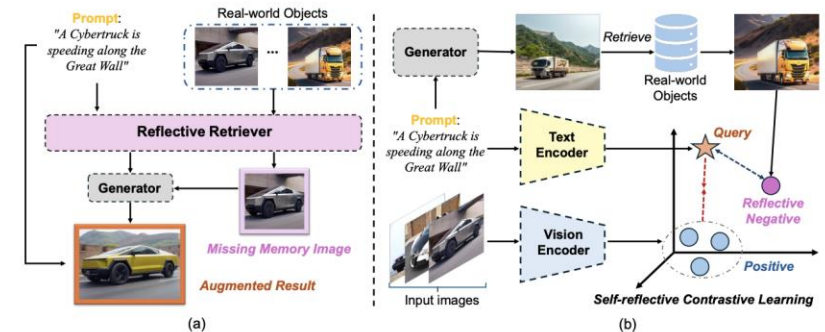 Prompt:
"A Cybertruck is
speeding along the
Great Wall"
Real-world Objects
...
Reflective Retriever
Generator
Missing Memory Image
Augmented Result
(a)
Generator
Retrieve
Real-world
Objects
Prompt:
"A Cybertruck is
speeding along the
Great Wall"
Text
Encoder
Query
Reflective
Negative
Vision
Encoder
Positive
Input images
Self-reflective Contrastive Learning
(b)